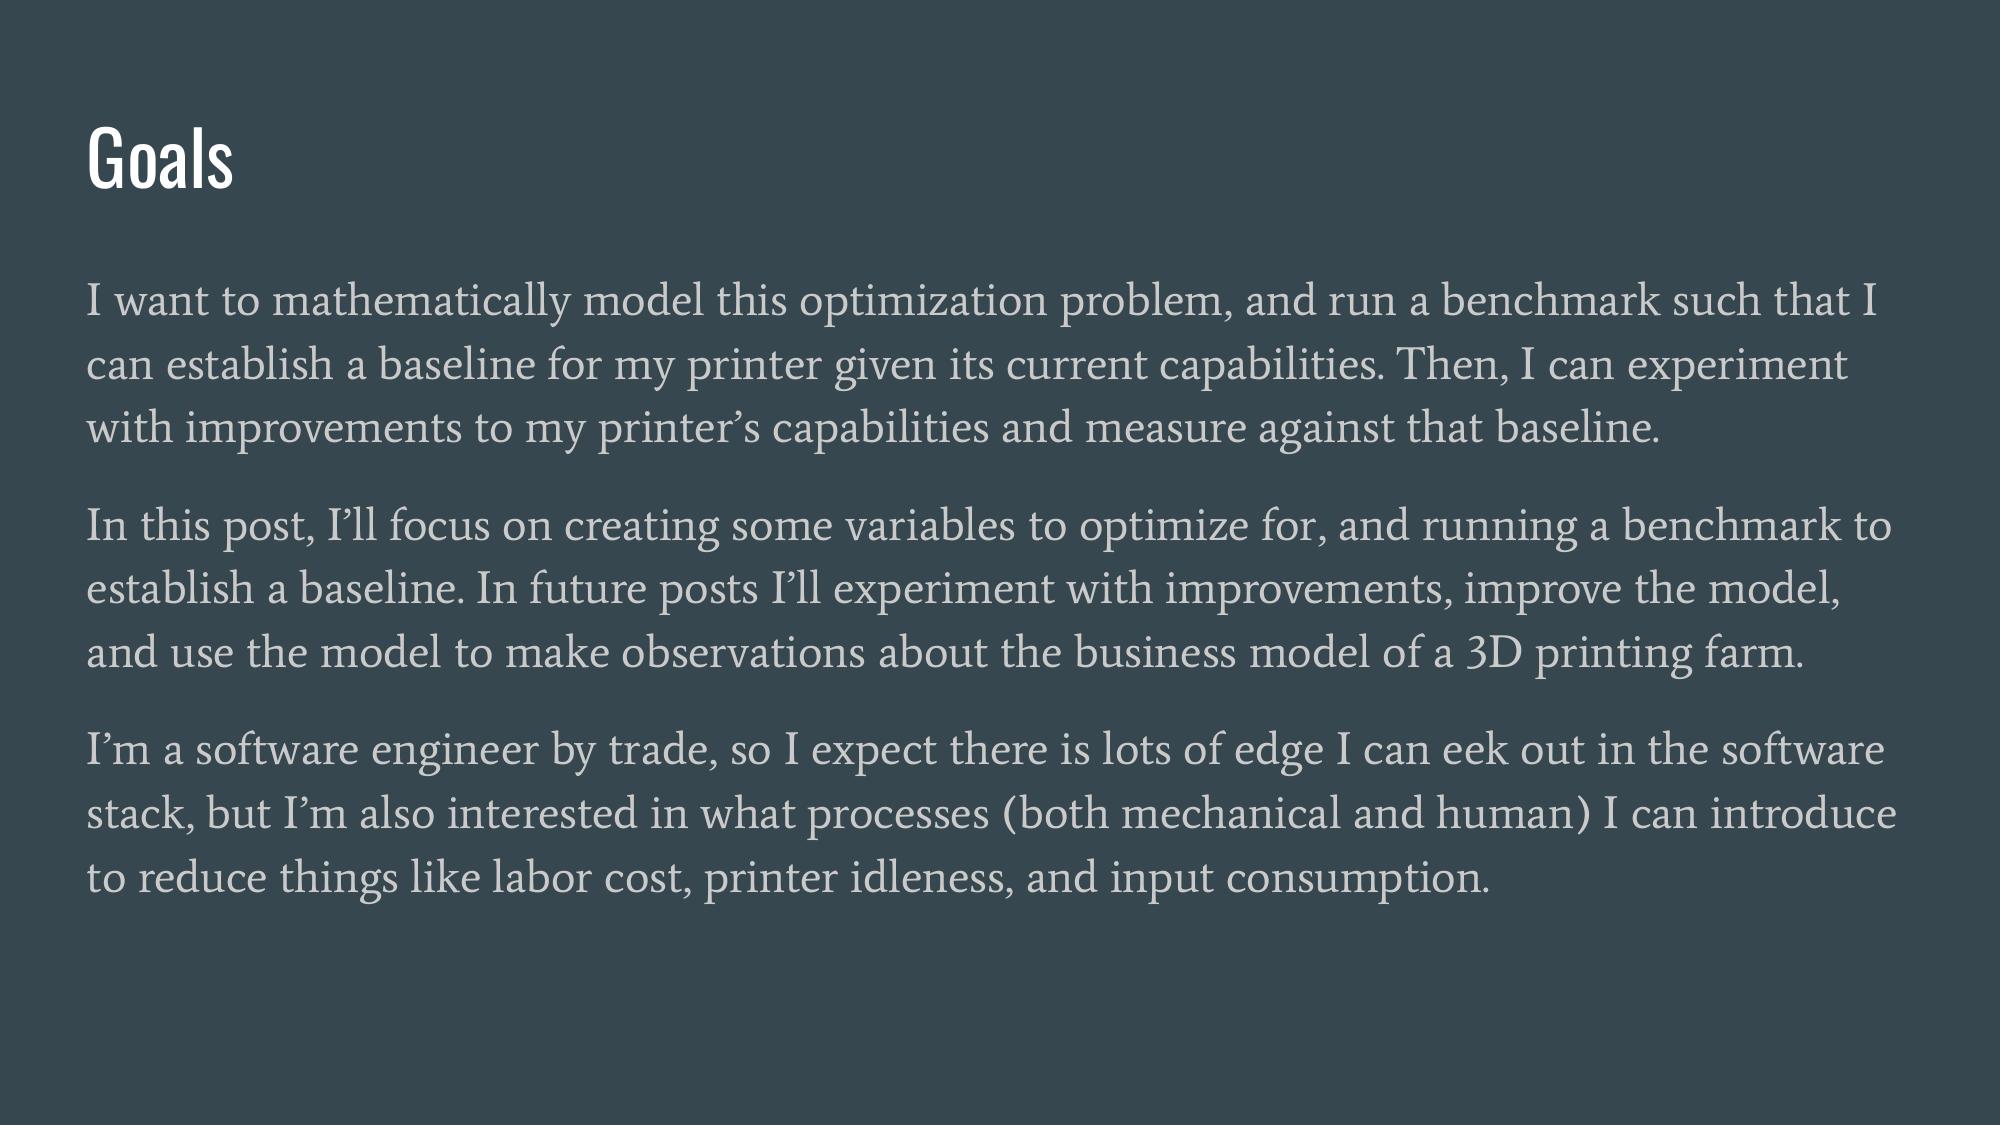 Goals
I want to mathematically model this optimization problem, and run a benchmark such that I
can establish a baseline for my printer given its current capabilities. Then, I can experiment
with improvements to my printer’s capabilities and measure against that baseline.
In this post, I’ll focus on creating some variables to optimize for, and running a benchmark to
establish a baseline. In future posts I’ll experiment with improvements, improve the model,
and use the model to make observations about the business model of a 3D printing farm.
I’m a software engineer by trade, so I expect there is lots of edge I can eek out in the software
stack, but I’m also interested in what processes (both mechanical and human) I can introduce
to reduce things like labor cost, printer idleness, and input consumption.